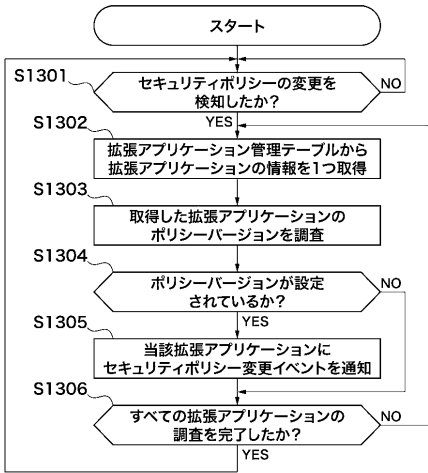 スタート
S1301
セキュリティポリシーの変更を
検知したか?
NO
YES
S1302
拡張アプリケーション管理テーブルから
拡張アプリケーションの情報を1つ取得
S1303
取得した拡張アプリケーションの
ポリシーバージョンを調査
S1304
ポリシーバージョンが設定
されているか?
NO
YES
S1305
当該拡張アプリケーションに
セキュリティポリシー変更イベントを通知
S1306
すべての拡張アプリケーションの
調査を完了したか?
NO
YES